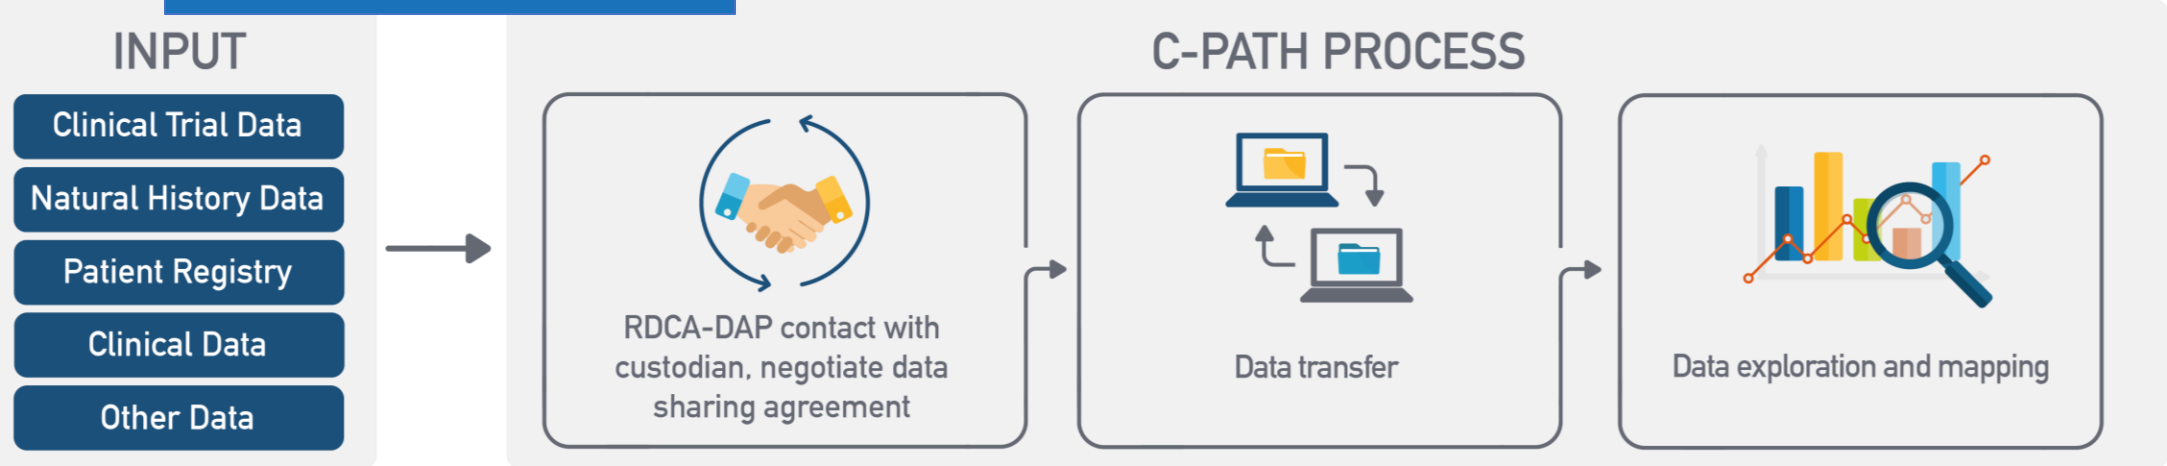 INPUT
Clinical Trial Data
Natural History Data
Patient Registry
Clinical Data
Other Data
C-PATH PROCESS
RDCA-DAP contact with
custodian, negotiate data
sharing agreement
Data transfer
Data exploration and mapping